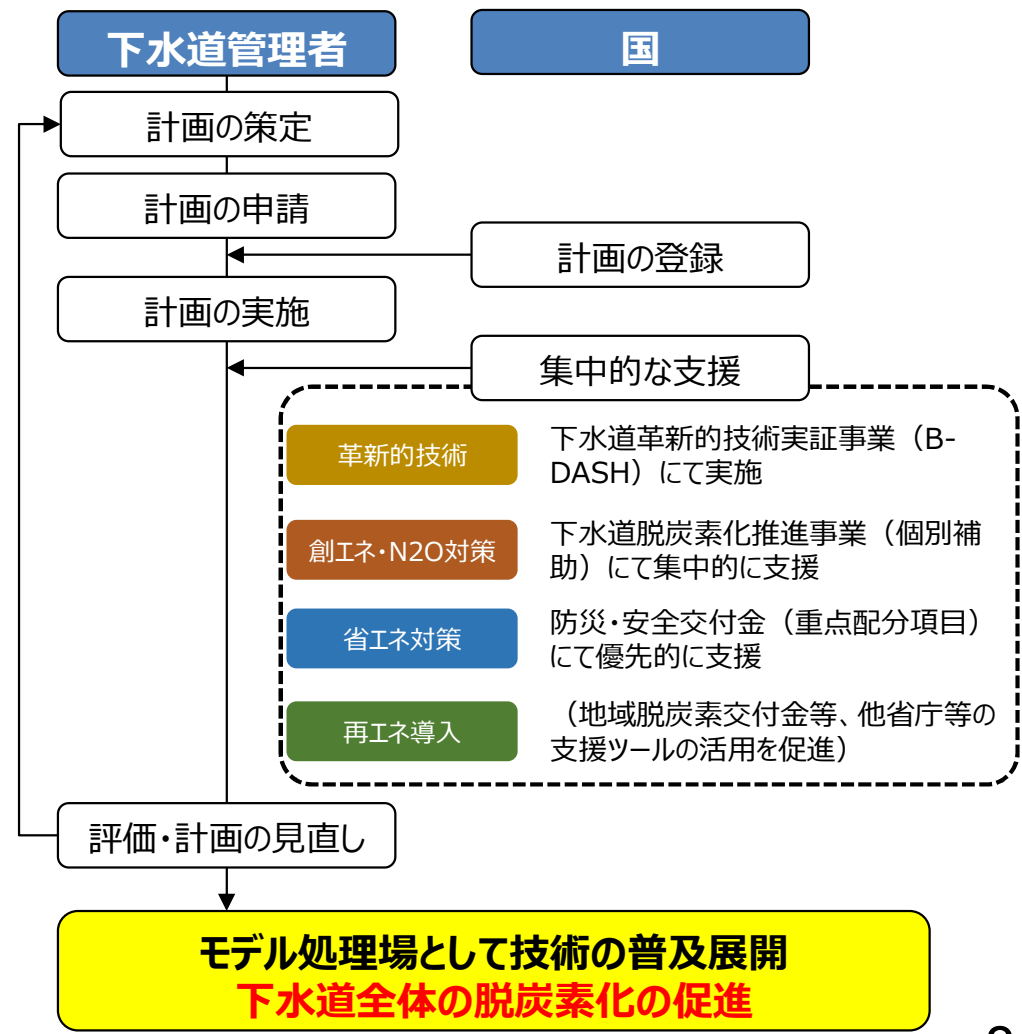 下水道管理者
国
計画の策定
計画の申請
計画の登録
計画の実施
集中的な支援
革新的技術
下水道革新的技術実証事業（B-
DASH）にて実施
創エネ・N2O対策
下水道脱炭素化推進事業（個別補
助）にて集中的に支援
省エネ対策
防災・安全交付金（重点配分項目）
にて優先的に支援
再エネ導入
（地域脱炭素交付金等、他省庁等の
支援ツールの活用を促進）
評価・計画の見直し
モデル処理場として技術の普及展開
下水道全体の脱炭素化の促進